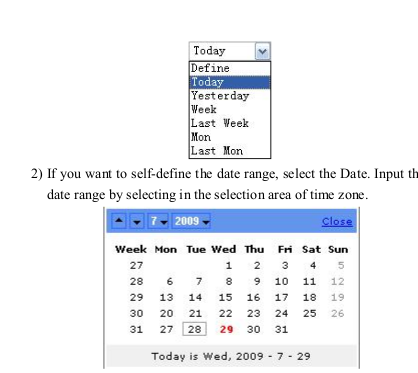 Today
Define
Today
Yesterday
Week
Last Week
Mon
Last Mon
2) If you want to self-define the date range, select the Date. Input th
date range by selecting in the selection area of time zone.
7 2009 Close
Week Mon Tue Wed Thu Fri Sat Sun
27 1 2 3 4 5
28 6 7 8 9 10 11 12
29 13 14 15 16 17 18 19
30 20 21 22 23 24 25 26
31 27 28 29 30 31
Today is Wed, 2009 - 7 - 29